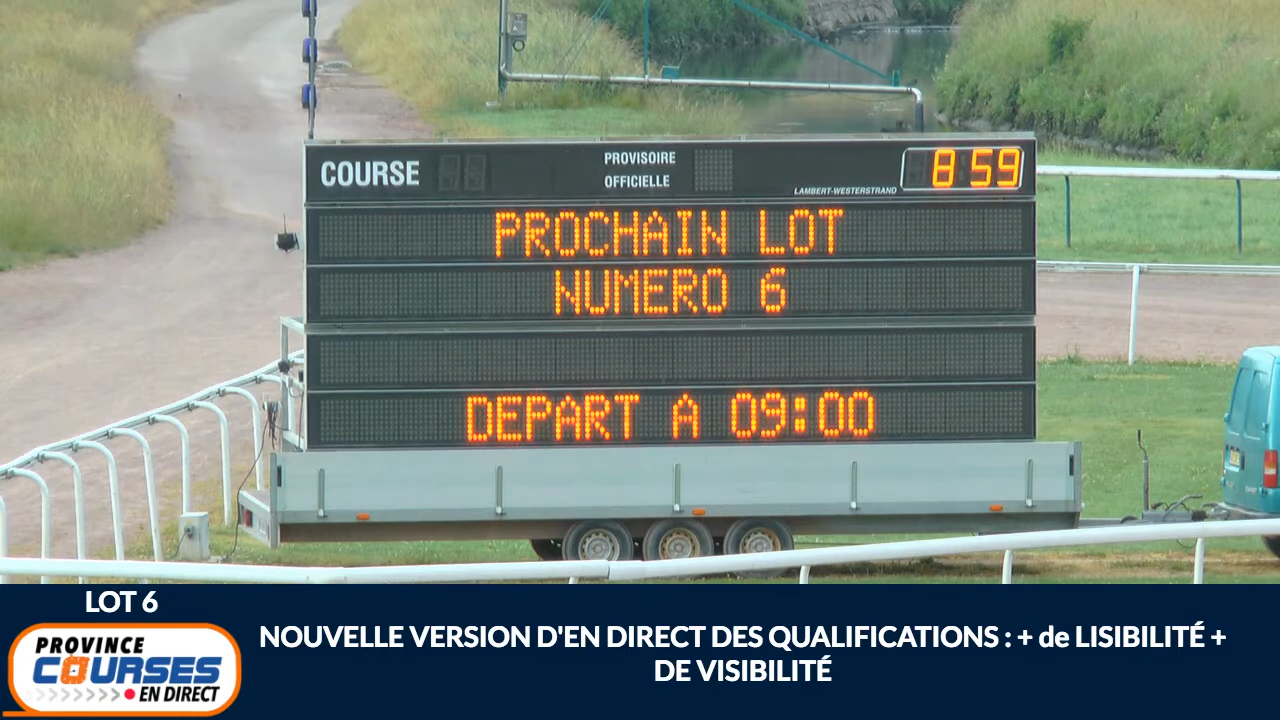 COURSE
PROVISOIRE
OFFICIELLE
LAMBERT-WESTERSTRAND
8 59
PROCHAIN LOT
NUMERO 6
DEPART A 09:00
LOT 6
PROVINCE
COURSES
EN DIRECT
NOUVELLE VERSION D'EN DIRECT DES QUALIFICATIONS : + de LISIBILITÉ +
DE VISIBILITÉ